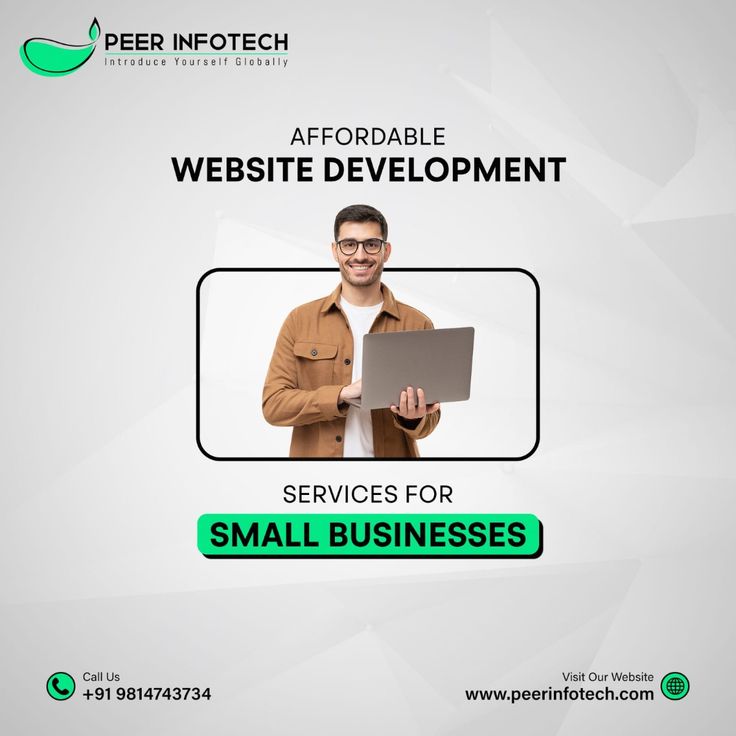 PEER INFOTECH
Introduce Yourself Globally
AFFORDABLE
WEBSITE DEVELOPMENT
SERVICES FOR
SMALL BUSINESSES
Call Us
+91 9814743734
Visit Our Website
www.peerinfotech.com